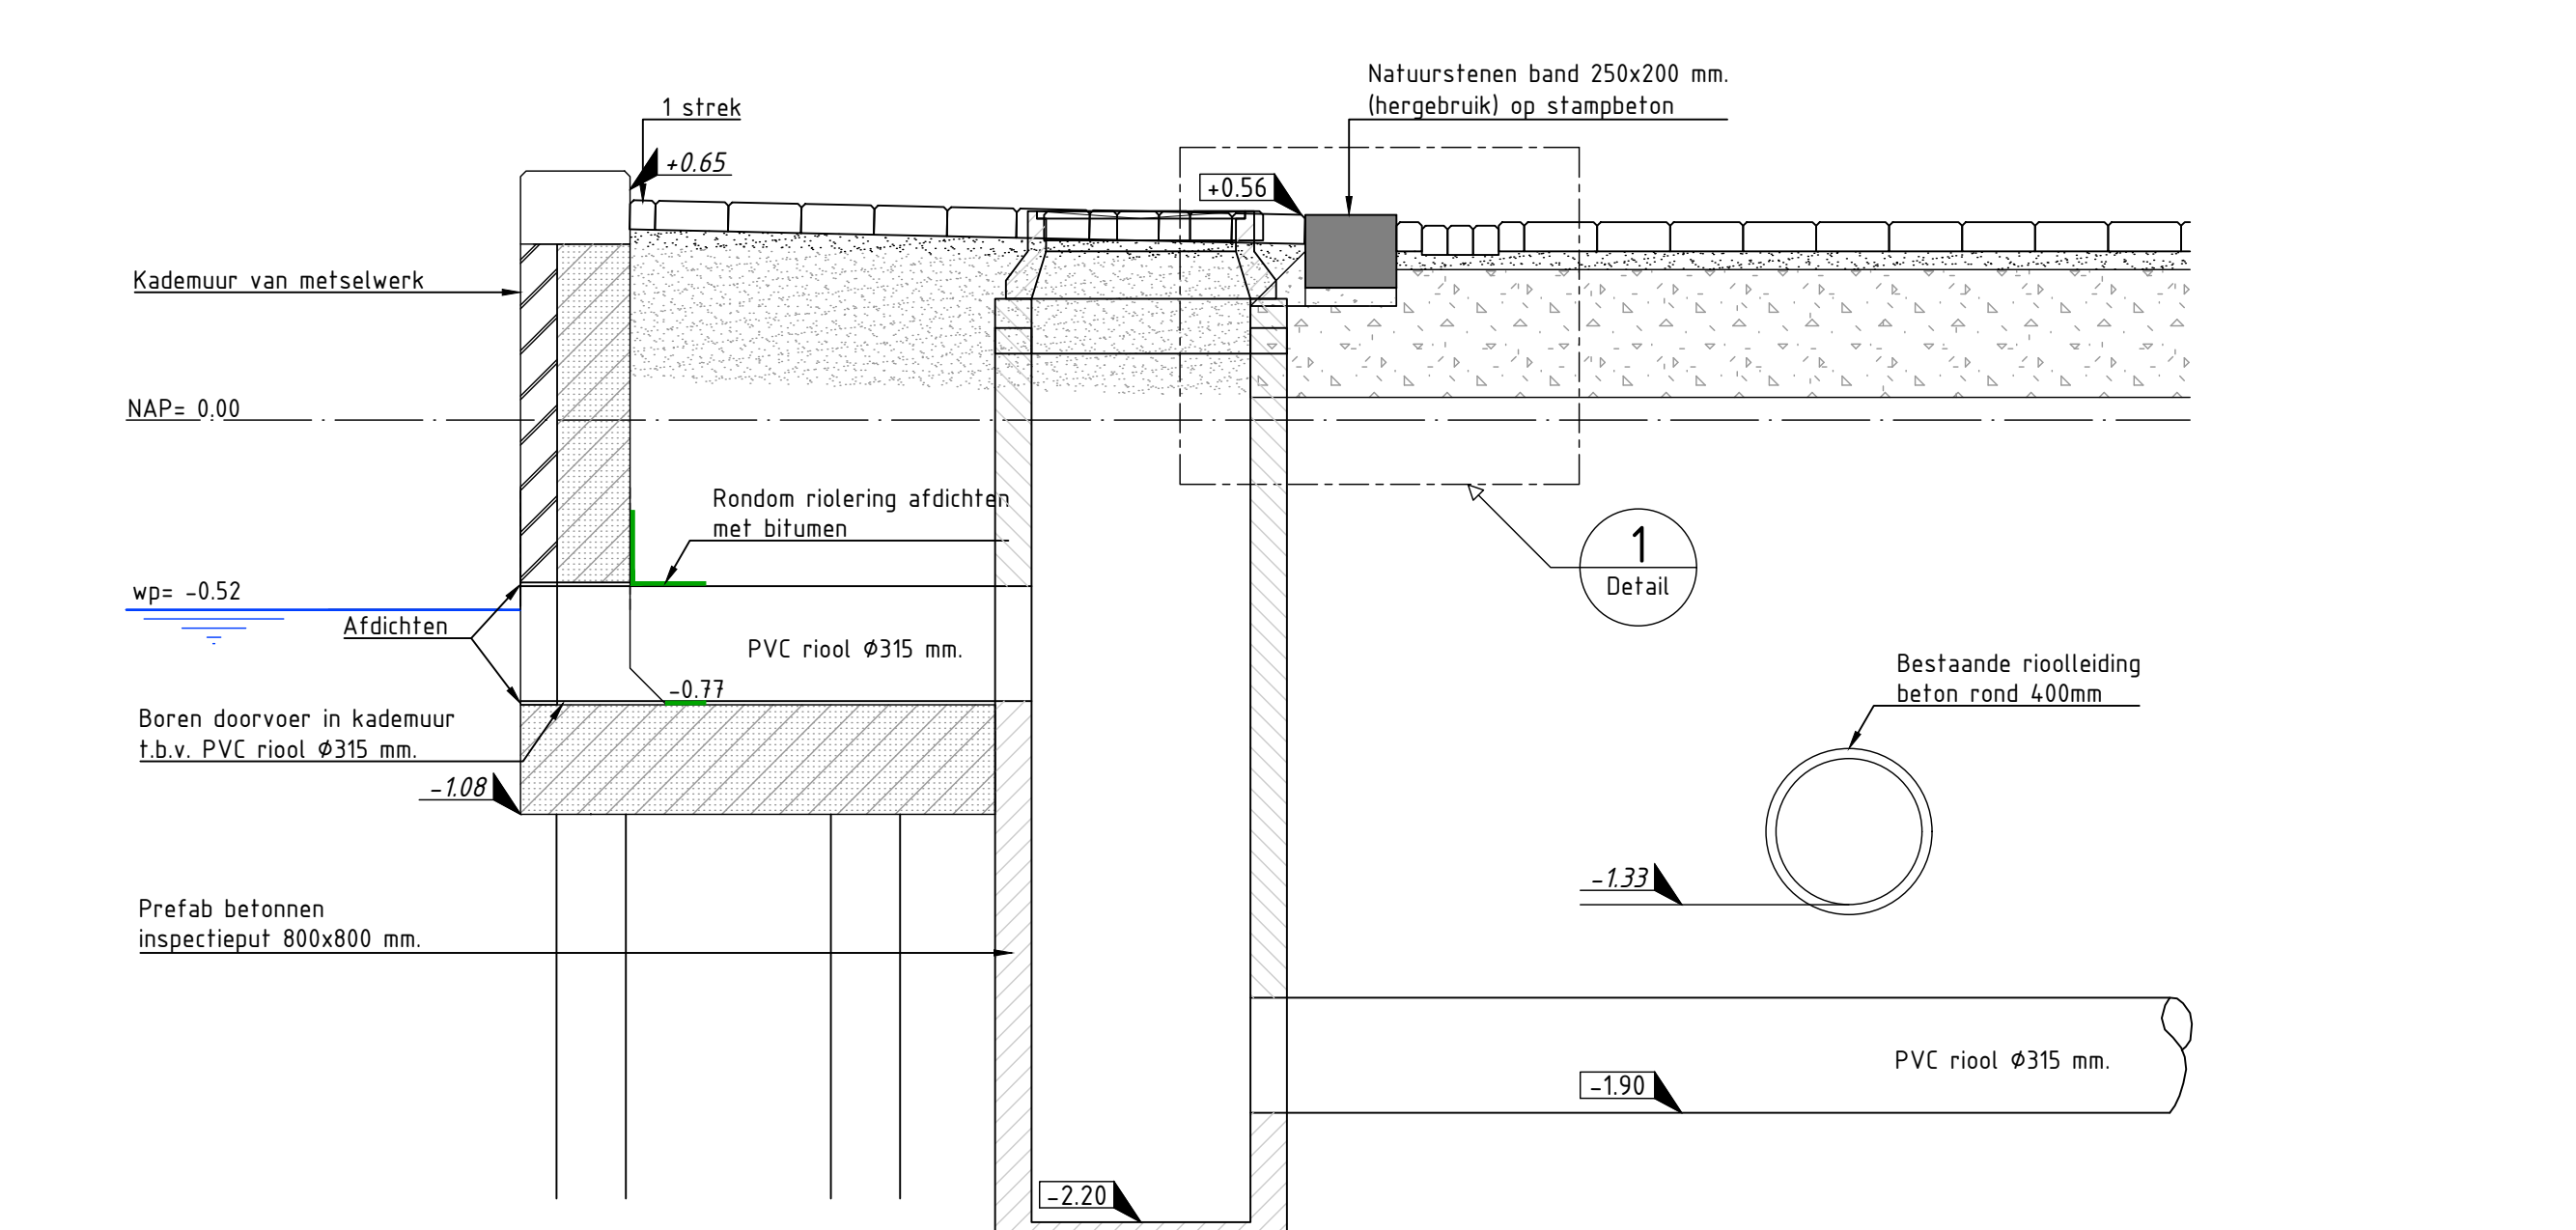 Natuurstenen band 250x200 mm.
(hergebruik) op stampbeton
1 strek
+0.65
+0.56
Kademuur van metselwerk
NAP= 0.00
Rondom riolering afdichten
met bitumen
1
Detail
wp= -0.52
Afdichten
PVC riool Ø315 mm.
-0.77
Bestaande rioolleiding
beton rond 400mm
Boren doorvoer in kademuur
t.b.v. PVC riool Ø315 mm.
-1.08
-1.33
Prefab betonnen
inspectieput 800x800 mm.
PVC riool Ø315 mm.
-1.90
-2.20